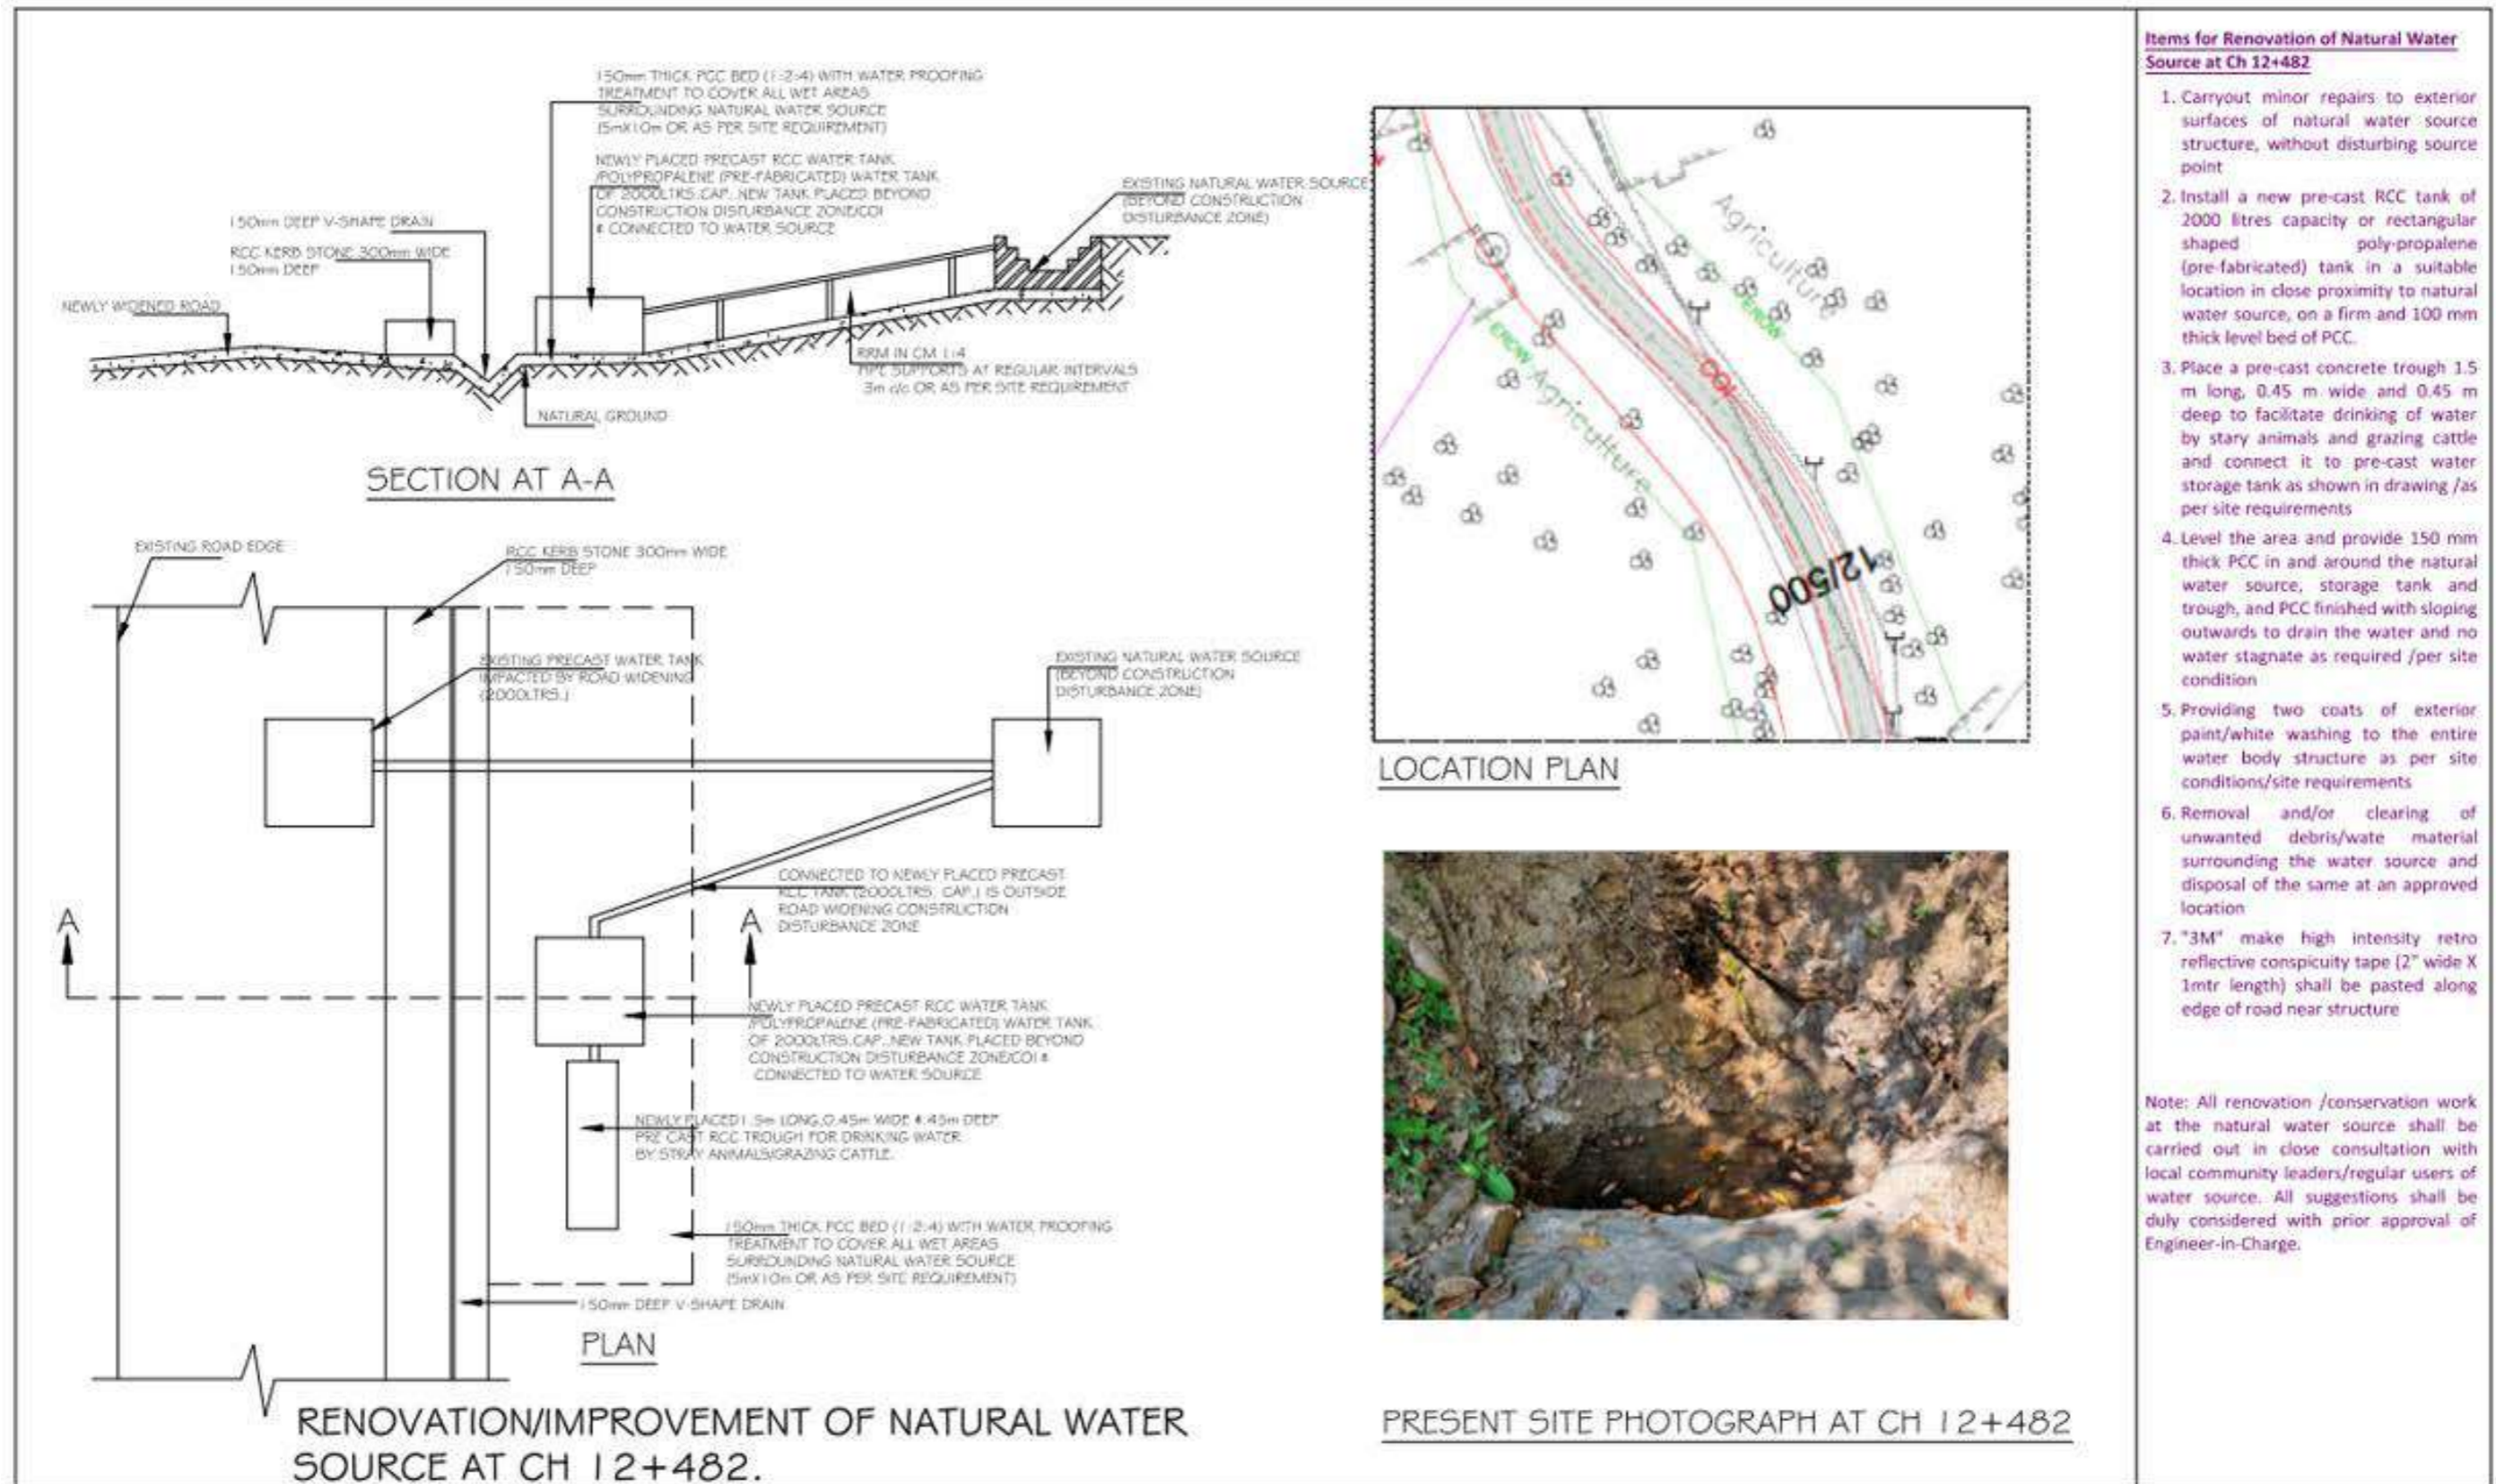 150mm THICK PCC BED (1:2:4) WITH WATER PROOFING
TREATMENT TO COVER ALL WET AREAS
SURROUNDING NATURAL WATER SOURCE
(5mX10m OR AS PER SITE REQUIREMENT)
NEWLY PLACED PRECAST RCC WATER TANK
/POLYPROPALENE (PRE-FABRICATED) WATER TANK
OF 2000LTRS.CAP. NEW TANK PLACED BEYOND
CONSTRUCTION DISTURBANCE ZONE/COI
& CONNECTED TO WATER SOURCE
EXISTING NATURAL WATER SOURCE
(BEYOND CONSTRUCTION
DISTURBANCE ZONE)
150mm DEEP V-SHAPE DRAIN
RCC KERB STONE 300mm WIDE
150mm DEEP
NEWLY WIDENED ROAD
RRM IN CM 1:4
PIPE SUPPORTS AT REGULAR INTERVALS
3m c/c OR AS PER SITE REQUIREMENT
NATURAL GROUND
SECTION AT A-A
EXISTING ROAD EDGE
RCC KERB STONE 300mm WIDE
150mm DEEP
EXISTING PRECAST WATER TANK
IMPACTED BY ROAD WIDENING
(2000LTRS.)
EXISTING NATURAL WATER SOURCE
(BEYOND CONSTRUCTION
DISTURBANCE ZONE)
CONNECTED TO NEWLY PLACED PRECAST
RCC TANK (2000LTRS. CAP.) IS OUTSIDE
ROAD WIDENING CONSTRUCTION
DISTURBANCE ZONE
A
A
NEWLY PLACED PRECAST RCC WATER TANK
/POLYPROPALENE (PRE-FABRICATED) WATER TANK
OF 2000LTRS.CAP. NEW TANK PLACED BEYOND
CONSTRUCTION DISTURBANCE ZONE/COI &
CONNECTED TO WATER SOURCE
NEWLY PLACED 1.5m LONG,0.45m WIDE &.45m DEEP
PRE CAST RCC TROUGH FOR DRINKING WATER
BY STRAY ANIMALS/GRAZING CATTLE.
150mm THICK PCC BED (1:2:4) WITH WATER PROOFING
TREATMENT TO COVER ALL WET AREAS
SURROUNDING NATURAL WATER SOURCE
(5mX10m OR AS PER SITE REQUIREMENT)
150mm DEEP V-SHAPE DRAIN
PLAN
RENOVATION/IMPROVEMENT OF NATURAL WATER
SOURCE AT CH 12+482.
Agriculture
EROW
COI
EROW
Agriculture
12/500
LOCATION PLAN
PRESENT SITE PHOTOGRAPH AT CH 12+482
Items for Renovation of Natural Water
Source at Ch 12+482
1. Carryout minor repairs to exterior
surfaces of natural water source
structure, without disturbing source
point
2. Install a new pre-cast RCC tank of
2000 litres capacity or rectangular
shaped poly-propalene
(pre-fabricated) tank in a suitable
location in close proximity to natural
water source, on a firm and 100 mm
thick level bed of PCC.
3. Place a pre-cast concrete trough 1.5
m long, 0.45 m wide and 0.45 m
deep to facilitate drinking of water
by stary animals and grazing cattle
and connect it to pre-cast water
storage tank as shown in drawing /as
per site requirements
4. Level the area and provide 150 mm
thick PCC in and around the natural
water source, storage tank and
trough, and PCC finished with sloping
outwards to drain the water and no
water stagnate as required /per site
condition
5. Providing two coats of exterior
paint/white washing to the entire
water body structure as per site
conditions/site requirements
6. Removal and/or clearing of
unwanted debris/wate material
surrounding the water source and
disposal of the same at an approved
location
7. "3M" make high intensity retro
reflective conspicuity tape (2" wide X
1mtr length) shall be pasted along
edge of road near structure
Note: All renovation /conservation work
at the natural water source shall be
carried out in close consultation with
local community leaders/regular users of
water source. All suggestions shall be
duly considered with prior approval of
Engineer-in-Charge.